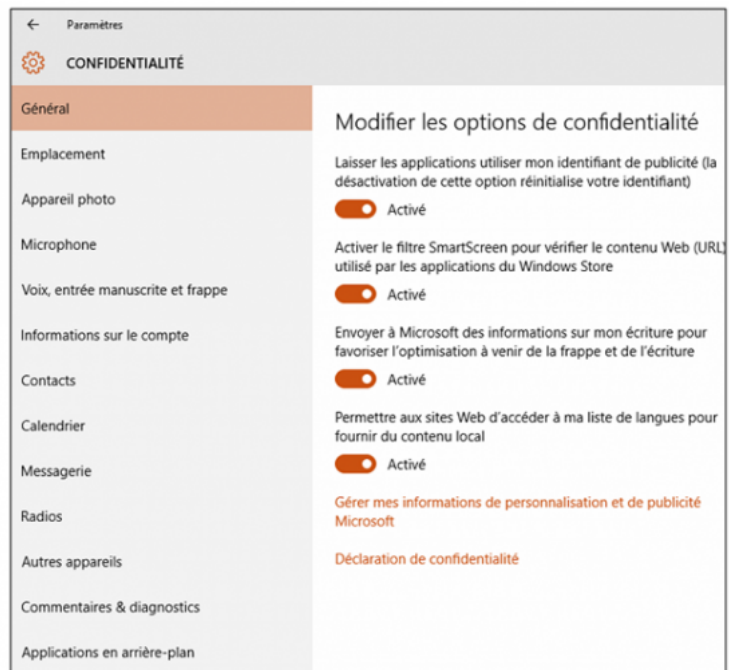 Paramètres
CONFIDENTIALITÉ
Général
Emplacement
Appareil photo
Microphone
Voix, entrée manuscrite et frappe
Informations sur le compte
Contacts
Calendrier
Messagerie
Radios
Autres appareils
Commentaires & diagnostics
Applications en arrière-plan
Modifier les options de confidentialité
Laisser les applications utiliser mon identifiant de publicité (la
désactivation de cette option réinitialise votre identifiant)
Activé
Activer le filtre SmartScreen pour vérifier le contenu Web (URL)
utilisé par les applications du Windows Store
Activé
Envoyer à Microsoft des informations sur mon écriture pour
favoriser l'optimisation à venir de la frappe et de l'écriture
Activé
Permettre aux sites Web d'accéder à ma liste de langues pour
fournir du contenu local
Activé
Gérer mes informations de personnalisation et de publicité
Microsoft
Déclaration de confidentialité